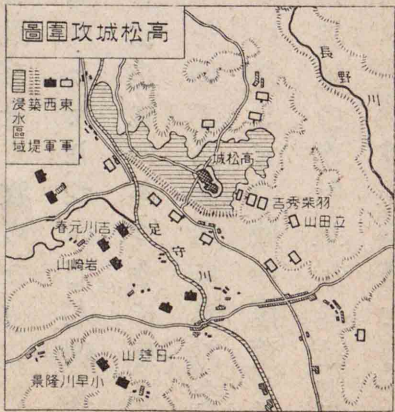 高松城攻圍圖
東軍
西軍
築堤
浸水區域
長野川
高松城
羽柴秀吉
立田山
足守川
吉川元春
岩崎山
日差山
小早川隆景